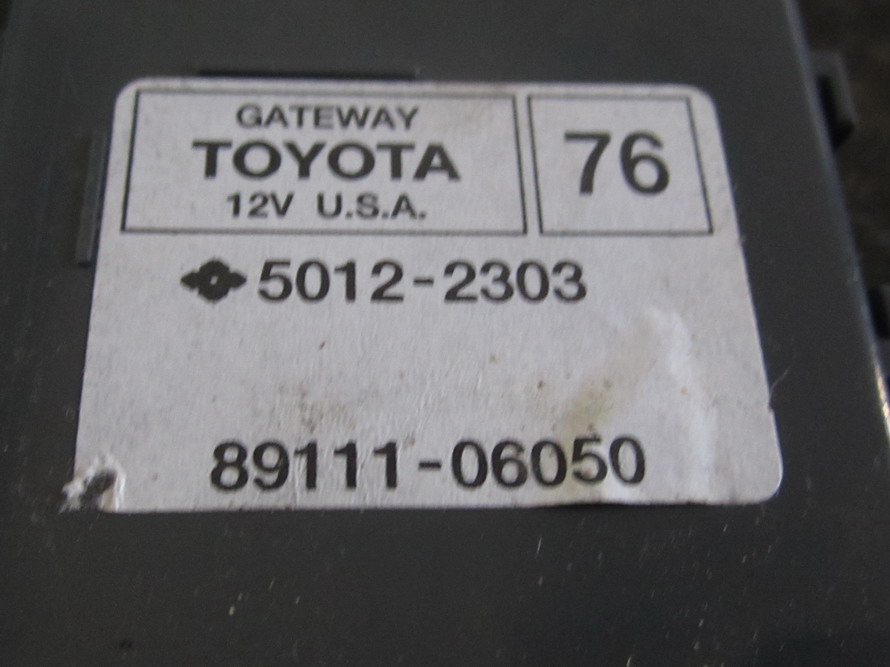 GATEWAY
TOYOTA
12V U.S.A.
76
5012-2303
89111-06050